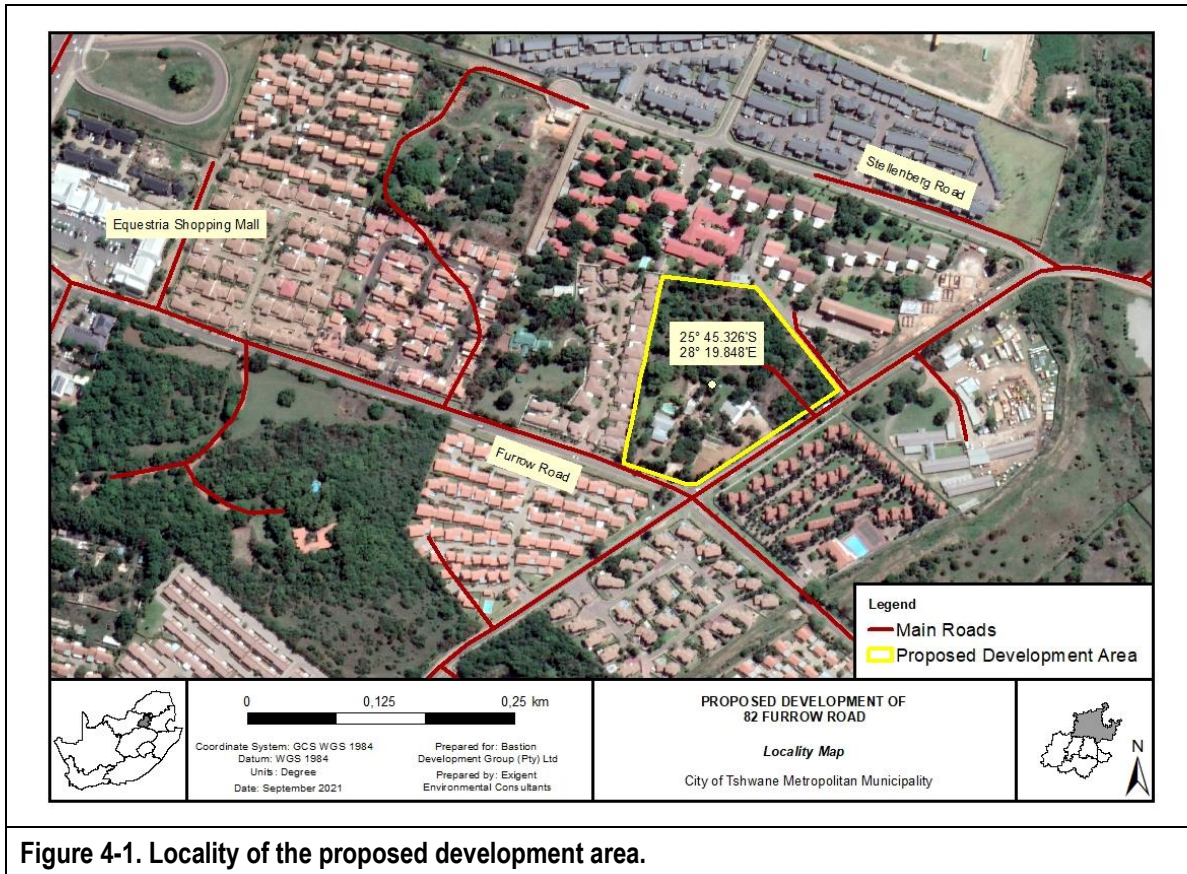 Equestria Shopping Mall
Stellenberg Road
25° 45.326'S
28° 19.848'E
Furrow Road
Legend
Main Roads
Proposed Development Area
0 0,125 0,25 km
Coordinate System: GCS WGS 1984
Datum: WGS 1984
Units: Degree
Date: September 2021
Prepared for: Bastion
Development Group (Pty) Ltd
Prepared by: Exigent
Environmental Consultants
PROPOSED DEVELOPMENT OF
82 FURROW ROAD
Locality Map
City of Tshwane Metropolitan Municipality
N
Figure 4-1. Locality of the proposed development area.